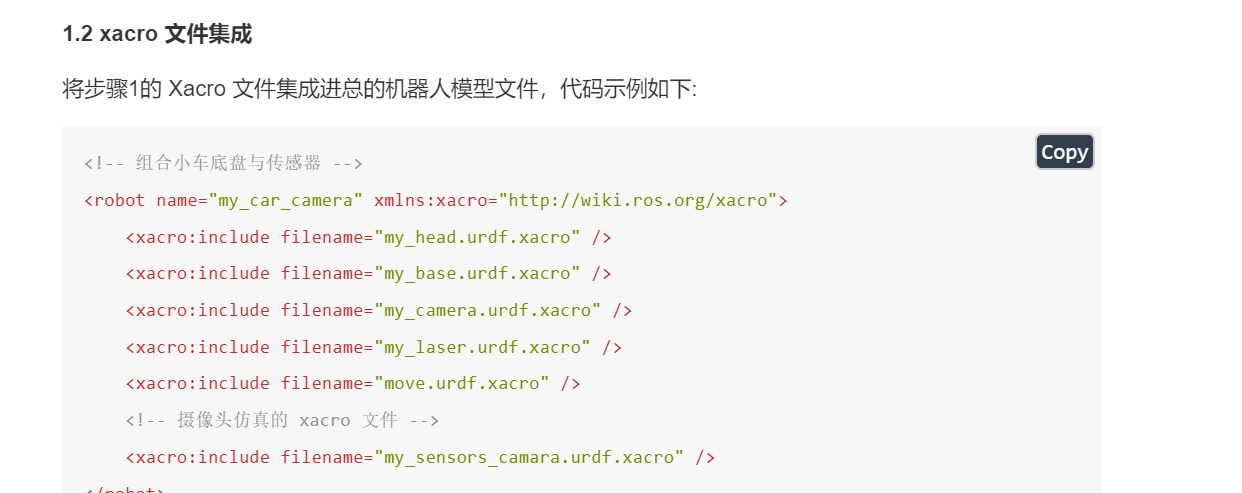 1.2 xacro 文件集成
将步骤1的 Xacro 文件集成进总的机器人模型文件，代码示例如下:
Copy
<!-- 组合小车底盘与传感器 -->
<robot name="my_car_camera" xmlns:xacro="http://wiki.ros.org/xacro">
    <xacro:include filename="my_head.urdf.xacro" />
    <xacro:include filename="my_base.urdf.xacro" />
    <xacro:include filename="my_camera.urdf.xacro" />
    <xacro:include filename="my_laser.urdf.xacro" />
    <xacro:include filename="move.urdf.xacro" />
    <!-- 摄像头仿真的 xacro 文件 -->
    <xacro:include filename="my_sensors_camara.urdf.xacro" />
</robot>